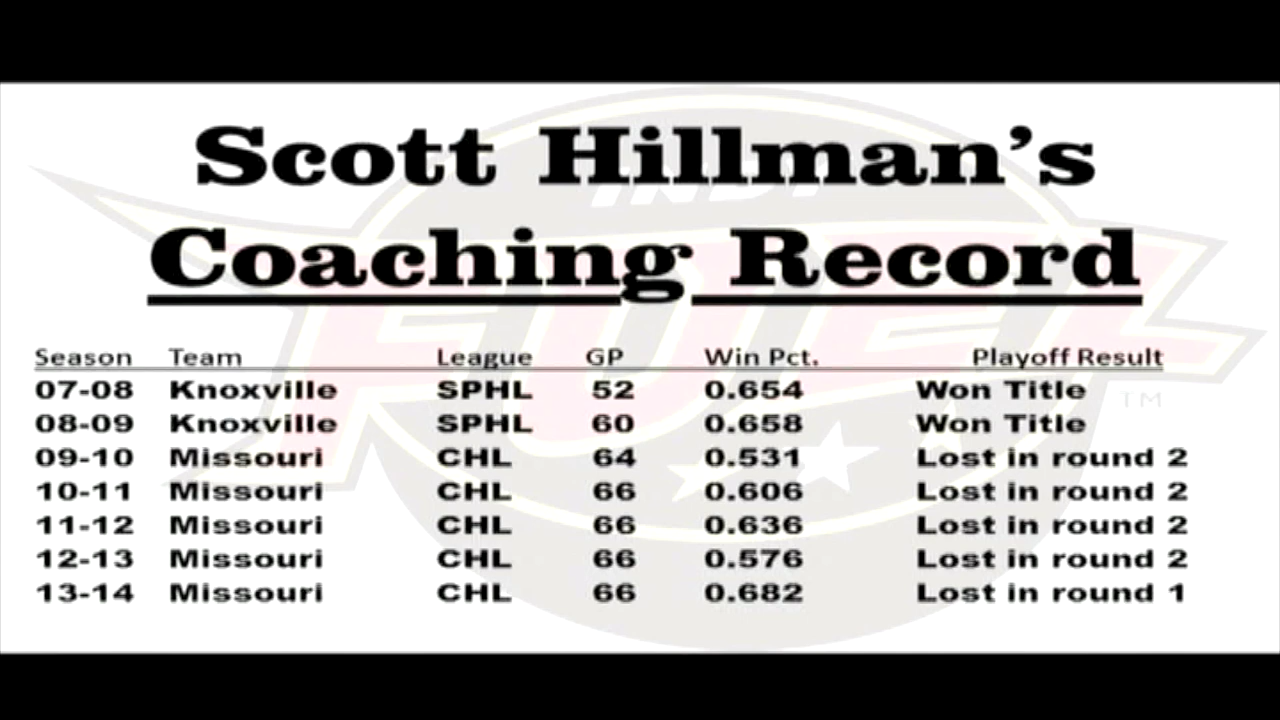 Scott Hillman's
Coaching Record
Season Team League GP Win Pct. Playoff Result
07-08 Knoxville SPHL 52 0.654 Won Title
08-09 Knoxville SPHL 60 0.658 Won Title
09-10 Missouri CHL 64 0.531 Lost in round 2
10-11 Missouri CHL 66 0.606 Lost in round 2
11-12 Missouri CHL 66 0.636 Lost in round 2
12-13 Missouri CHL 66 0.576 Lost in round 2
13-14 Missouri CHL 66 0.682 Lost in round 1
INDY
FUEL
TM